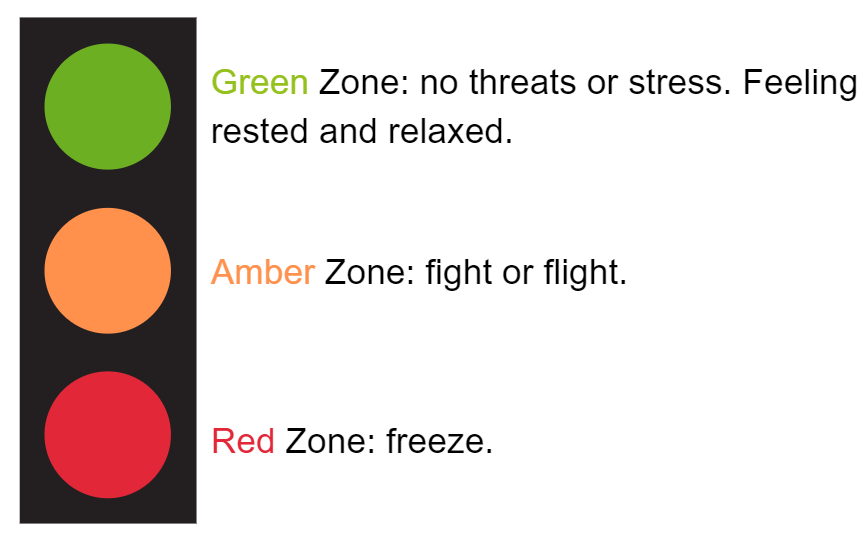 Green Zone: no threats or stress. Feeling
rested and relaxed.
Amber Zone: fight or flight.
Red Zone: freeze.